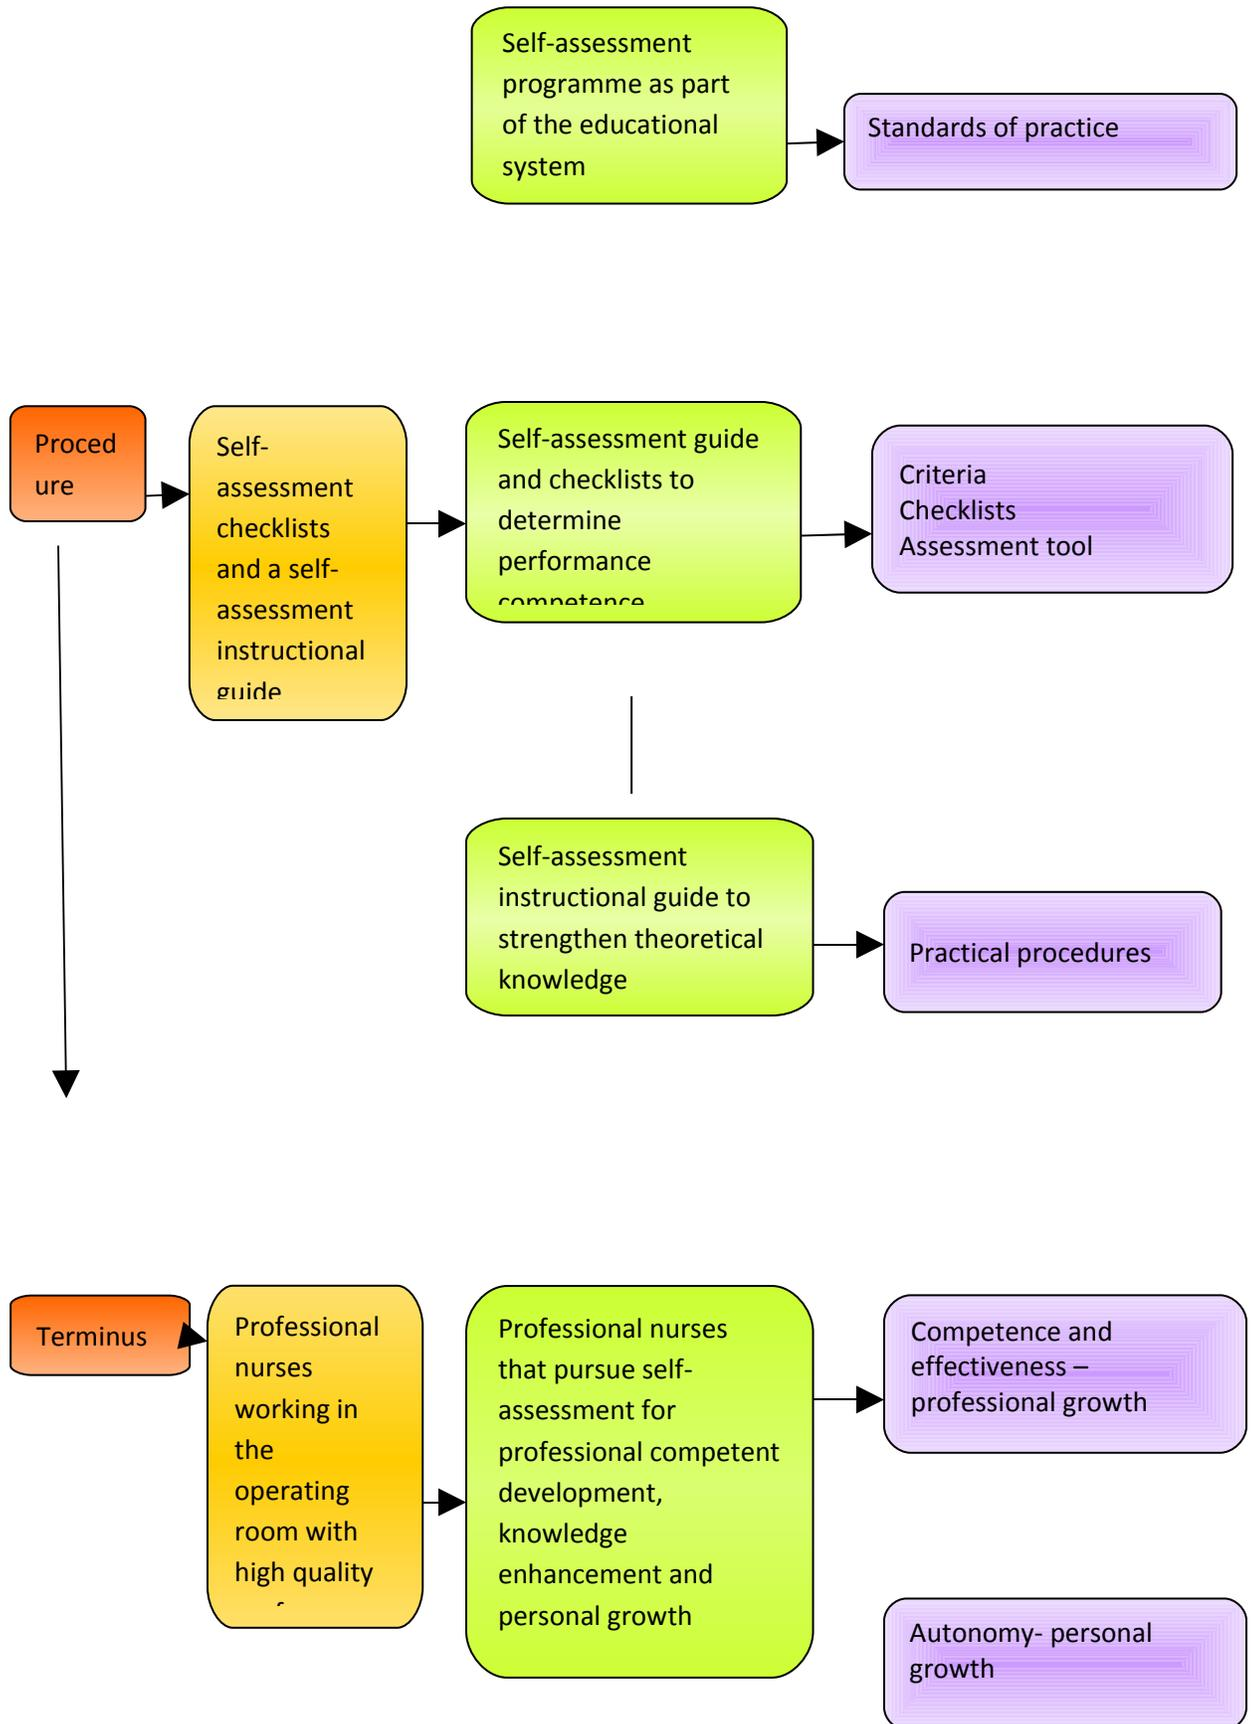 Self-assessment
programme as part
of the educational
system
Standards of practice
Proced
ure
Self-
assessment
checklists
and a self-
assessment
instructional
guide
Self-assessment guide
and checklists to
determine
performance
competence
Criteria
Checklists
Assessment tool
Self-assessment
instructional guide to
strengthen theoretical
knowledge
Practical procedures
Terminus
Professional
nurses
working in
the
operating
room with
high quality
Professional nurses
that pursue self-
assessment for
professional competent
development,
knowledge
enhancement and
personal growth
Competence and
effectiveness –
professional growth
Autonomy- personal
growth